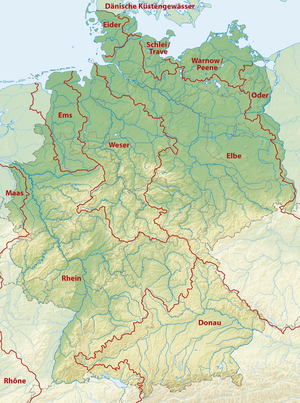 Dänische Küstengewässer
Eider
Schlei/
Trave
Warnow/
Peene
Oder
Ems
Weser
Elbe
Maas
Rhein
Donau
Rhône